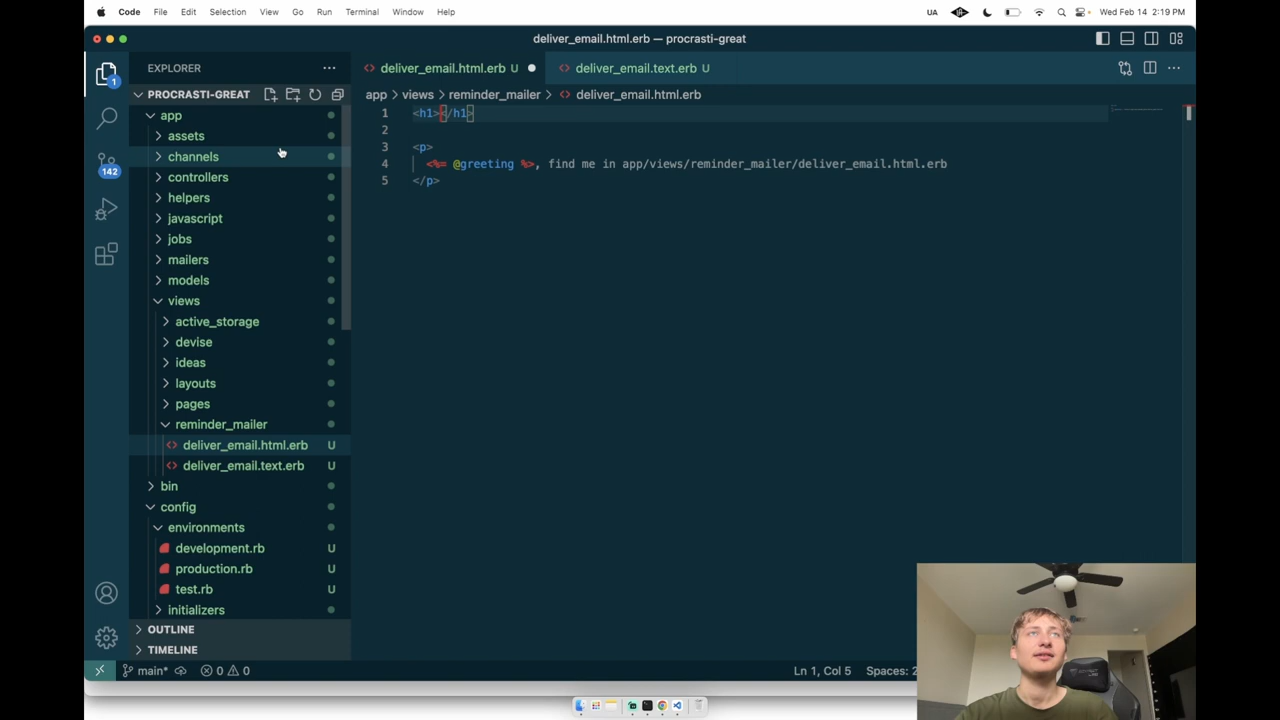 Code File Edit Selection View Go Run Terminal Window Help UA Wed Feb 14 2:19 PM
deliver_email.html.erb — procrasti-great
EXPLORER
deliver_email.html.erb U
deliver_email.text.erb U
1
PROCRASTI-GREAT
app > views > reminder_mailer > deliver_email.html.erb
app
assets
channels
142
controllers
helpers
javascript
jobs
mailers
models
views
active_storage
devise
ideas
layouts
pages
reminder_mailer
deliver_email.html.erb U
deliver_email.text.erb U
bin
config
environments
development.rb U
production.rb U
test.rb U
initializers
OUTLINE
TIMELINE
1 <h1></h1>
2
3 <p>
4 <%= @greeting %>, find me in app/views/reminder_mailer/deliver_email.html.erb
5 </p>
main* 0 0 Ln 1, Col 5 Spaces: 2